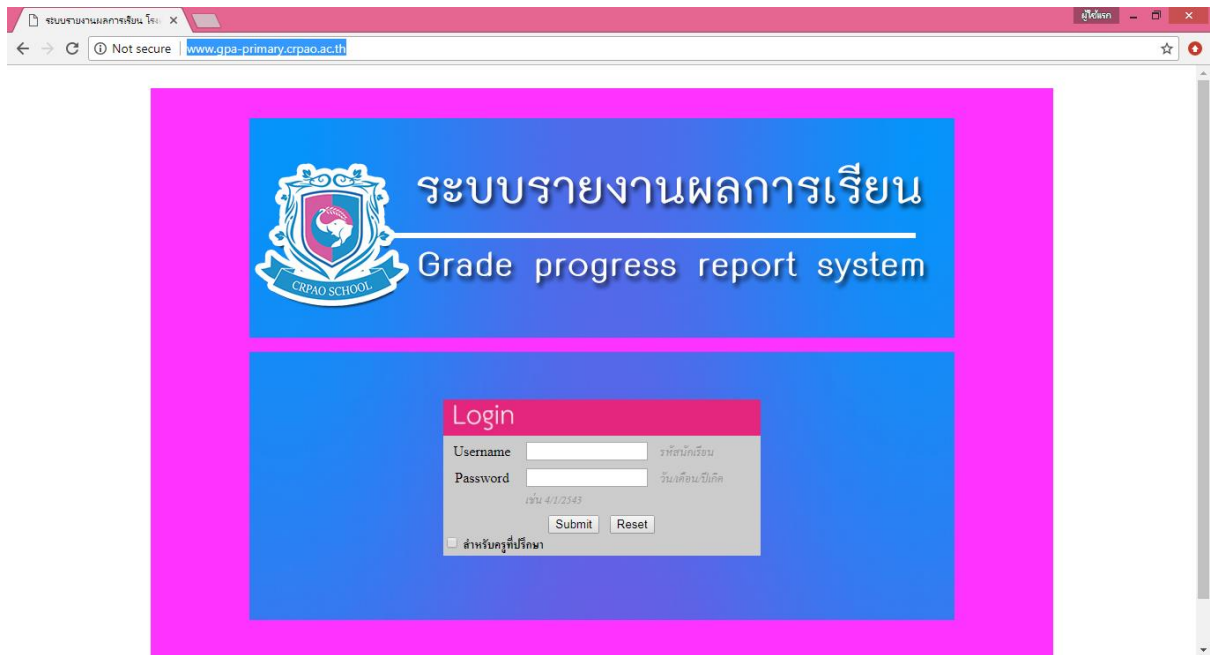 ระบบรายงานผลการเรียน โรง
ผู้ใช้แรก
Not secure | www.gpa-primary.crpao.ac.th
ระบบรายงานผลการเรียน
Grade progress report system
CRPAO SCHOOL
Login
Username รหัสนักเรียน
Password วัน/เดือน/ปีเกิด
เช่น 4/1/2543
Submit Reset
สำหรับครูที่ปรึกษา